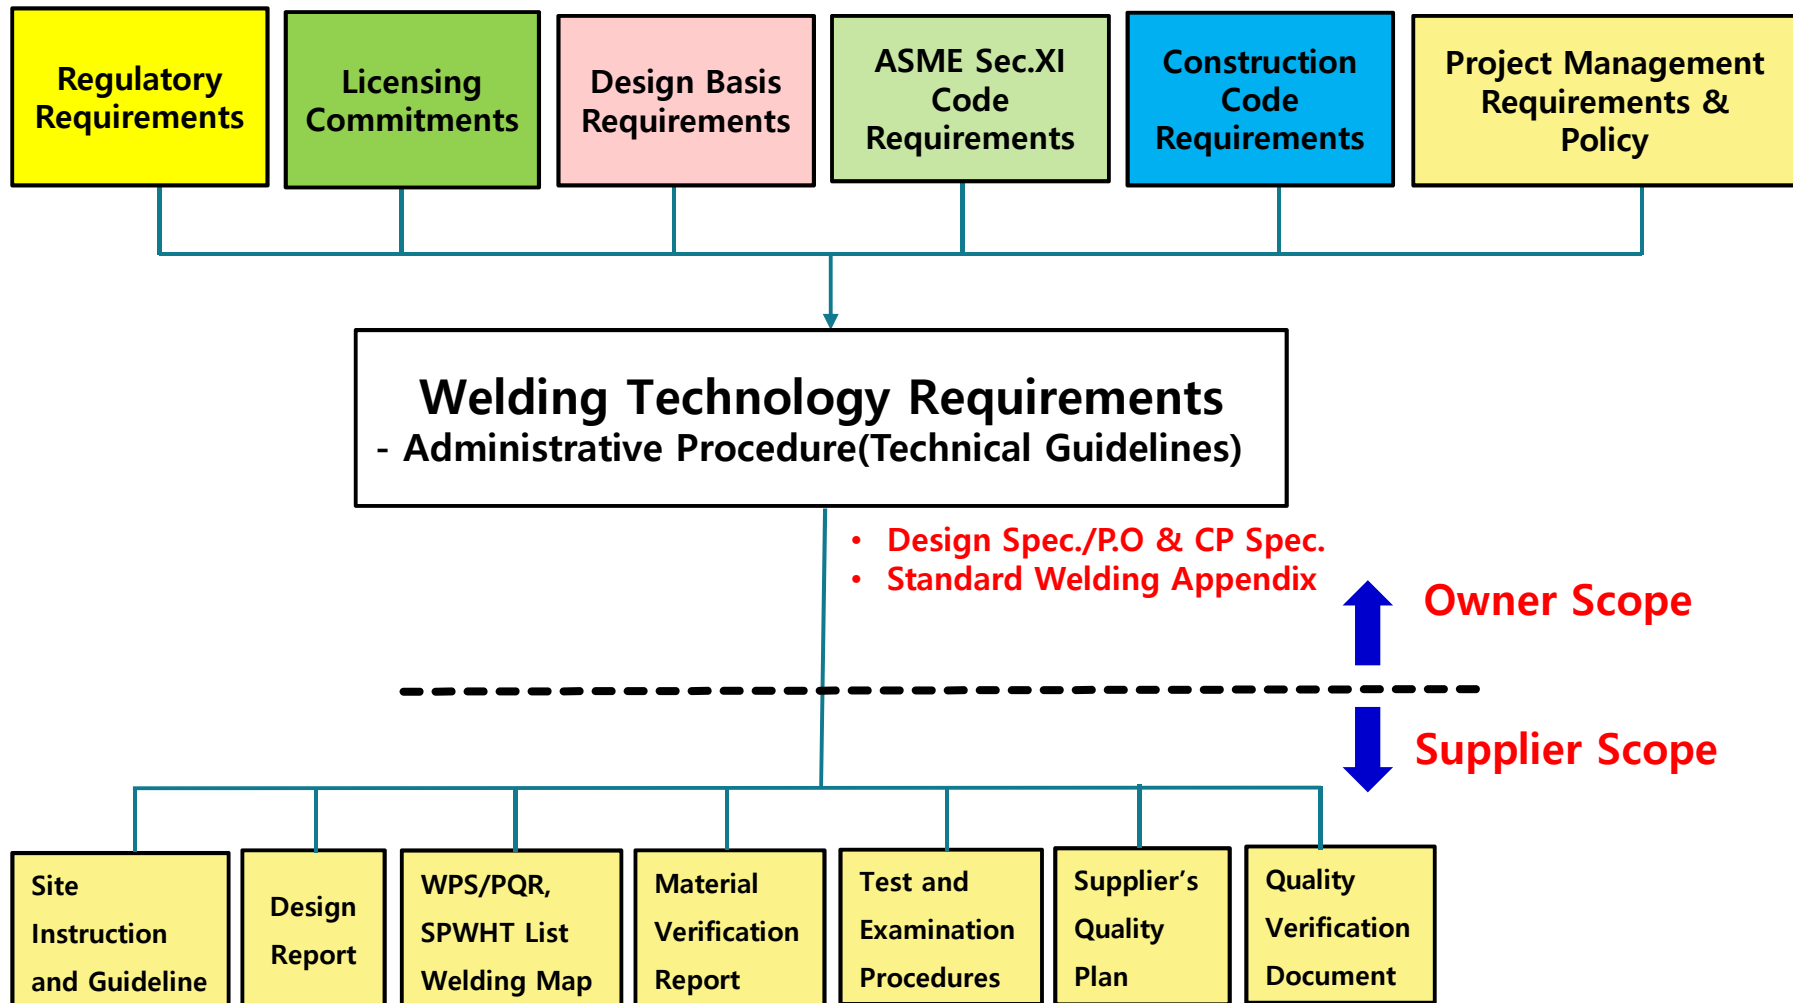 Regulatory
Requirements
Licensing
Commitments
Design Basis
Requirements
ASME Sec.XI
Code
Requirements
Construction
Code
Requirements
Project Management
Requirements &
Policy
Welding Technology Requirements
- Administrative Procedure(Technical Guidelines)
• Design Spec./P.O & CP Spec.
• Standard Welding Appendix
Owner Scope
Supplier Scope
Site
Instruction
and Guideline
Design
Report
WPS/PQR,
SPWHT List
Welding Map
Material
Verification
Report
Test and
Examination
Procedures
Supplier’s
Quality
Plan
Quality
Verification
Document